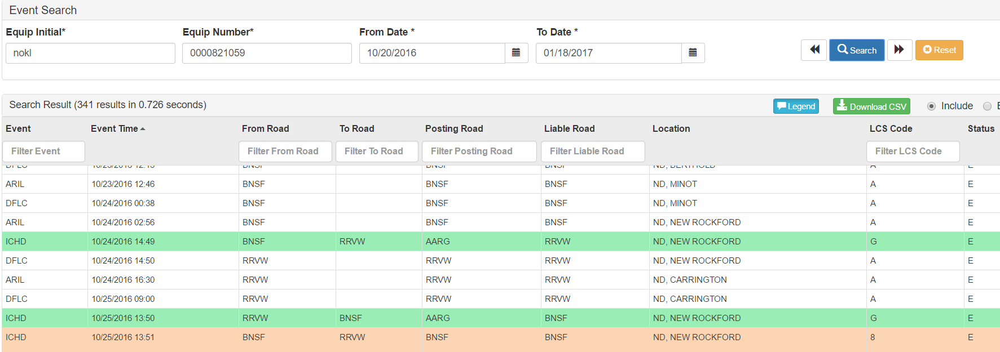 Event Search
Equip Initial* Equip Number* From Date * To Date *
nokl 0000821059 10/20/2016 01/18/2017 Search Reset
Search Result (341 results in 0.726 seconds) Legend Download CSV Include
Event Event Time From Road To Road Posting Road Liable Road Location LCS Code Status
Filter Event Filter From Road Filter To Road Filter Posting Road Filter Liable Road Filter LCS Code
ARIL 10/23/2016 12:46 BNSF BNSF BNSF ND, MINOT A E
DFLC 10/24/2016 00:38 BNSF BNSF BNSF ND, MINOT A E
ARIL 10/24/2016 02:56 BNSF BNSF BNSF ND, NEW ROCKFORD A E
ICHD 10/24/2016 14:49 BNSF RRVW AARG RRVW ND, NEW ROCKFORD G E
DFLC 10/24/2016 14:50 RRVW RRVW RRVW ND, NEW ROCKFORD A E
ARIL 10/24/2016 16:30 RRVW RRVW RRVW ND, CARRINGTON A E
DFLC 10/25/2016 09:00 RRVW RRVW RRVW ND, CARRINGTON A E
ICHD 10/25/2016 13:50 RRVW BNSF AARG BNSF ND, NEW ROCKFORD G E
ICHD 10/25/2016 13:51 BNSF RRVW BNSF BNSF ND, NEW ROCKFORD 8 E